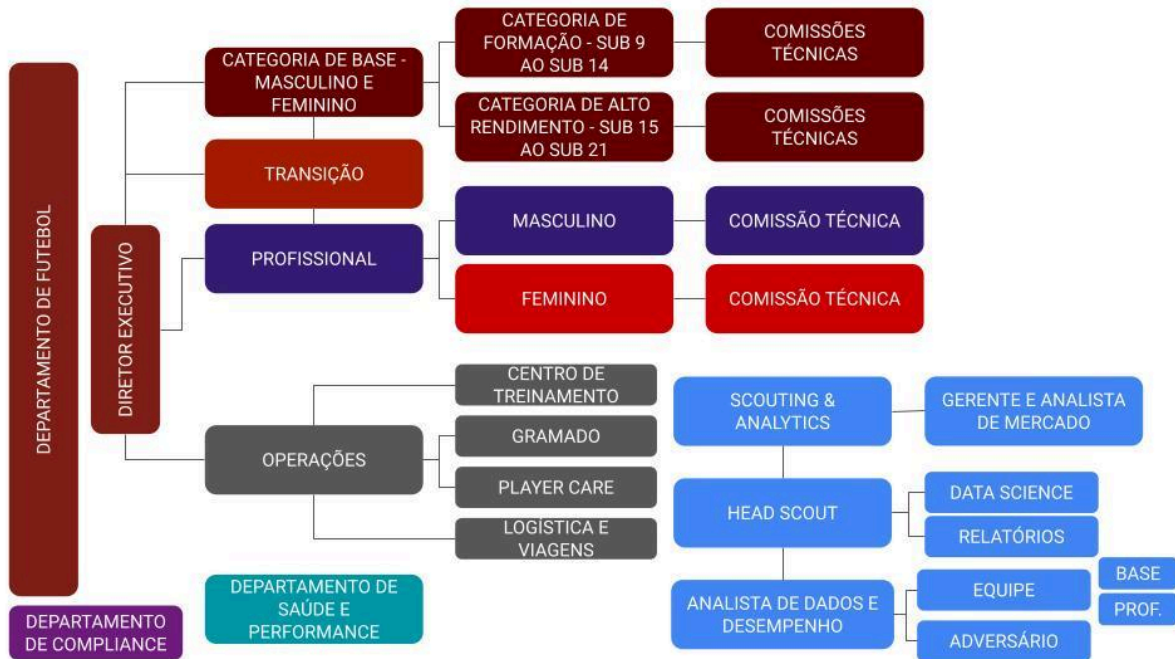 DEPARTAMENTO DE FUTEBOL
DIRETOR EXECUTIVO
CATEGORIA DE BASE -
MASCULINO E
FEMININO
CATEGORIA DE
FORMAÇÃO - SUB 9
AO SUB 14
COMISSÕES
TÉCNICAS
CATEGORIA DE ALTO
RENDIMENTO - SUB 15
AO SUB 21
COMISSÕES
TÉCNICAS
TRANSIÇÃO
PROFISSIONAL
MASCULINO
COMISSÃO TÉCNICA
FEMININO
COMISSÃO TÉCNICA
OPERAÇÕES
CENTRO DE
TREINAMENTO
GRAMADO
PLAYER CARE
LOGÍSTICA E
VIAGENS
SCOUTING &
ANALYTICS
GERENTE E ANALISTA
DE MERCADO
HEAD SCOUT
DATA SCIENCE
RELATÓRIOS
ANALISTA DE DADOS E
DESEMPENHO
EQUIPE
BASE
PROF.
ADVERSÁRIO
DEPARTAMENTO DE
SAÚDE E
PERFORMANCE
DEPARTAMENTO
DE COMPLIANCE